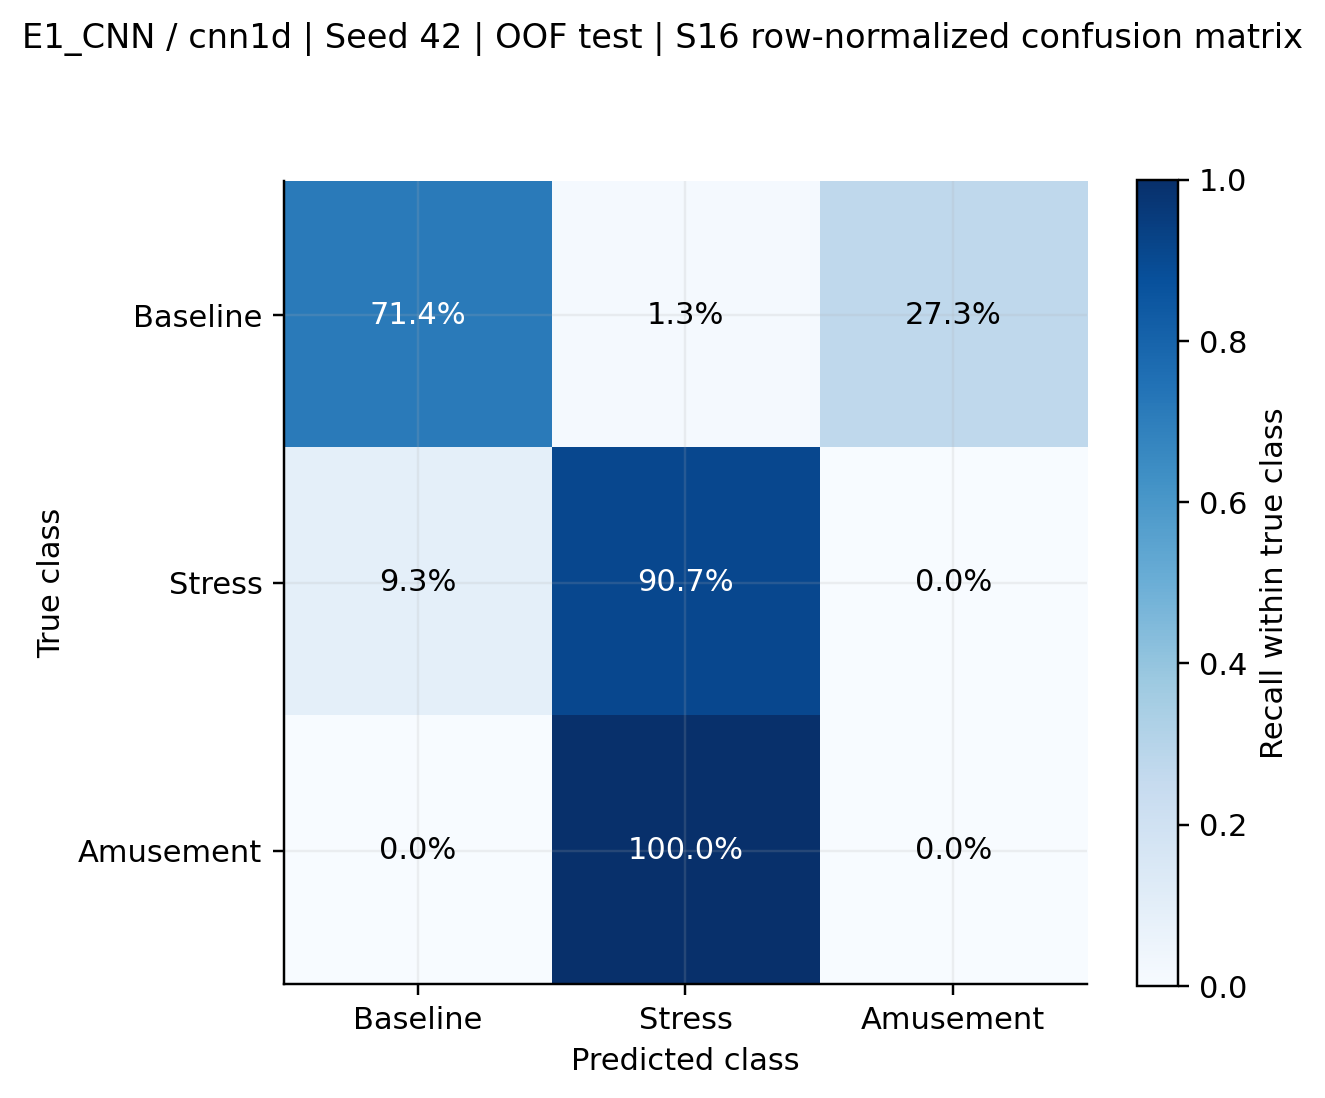 E1_CNN / cnn1d | Seed 42 | OOF test | S16 row-normalized confusion matrix
True class
Baseline
71.4%
1.3%
27.3%
Stress
9.3%
90.7%
0.0%
Amusement
0.0%
100.0%
0.0%
Baseline
Stress
Amusement
Predicted class
1.0
0.8
0.6
0.4
0.2
0.0
Recall within true class